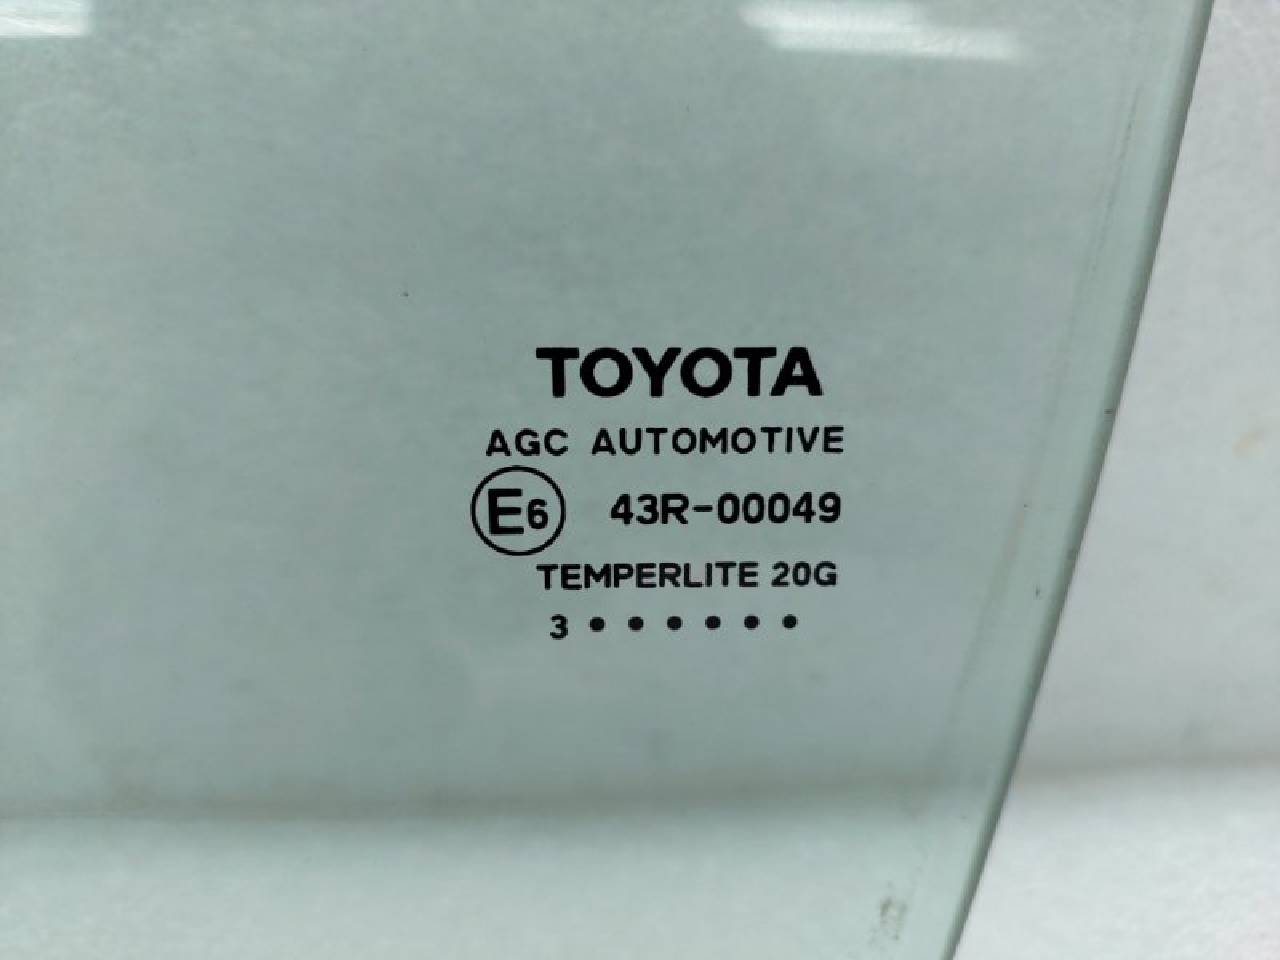 TOYOTA
AGC AUTOMOTIVE
E6 43R-00049
TEMPERLITE 20G
3 • • • • • •